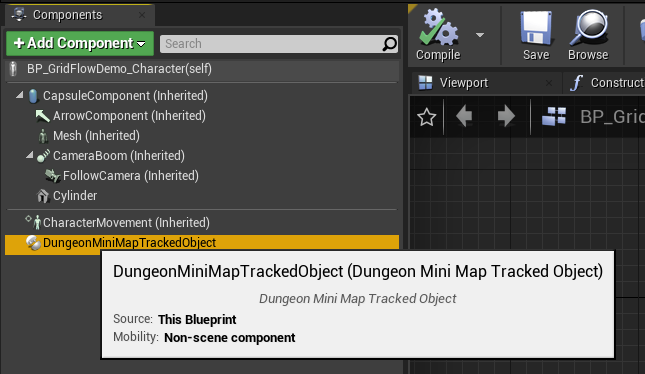 Components
+ Add Component
Search
BP_GridFlowDemo_Character(self)
CapsuleComponent (Inherited)
ArrowComponent (Inherited)
Mesh (Inherited)
CameraBoom (Inherited)
FollowCamera (Inherited)
Cylinder
CharacterMovement (Inherited)
DungeonMiniMapTrackedObject
Compile
Save
Browse
Viewport
Construct
BP_Grid
DungeonMiniMapTrackedObject (Dungeon Mini Map Tracked Object)
Dungeon Mini Map Tracked Object
Source: This Blueprint
Mobility: Non-scene component